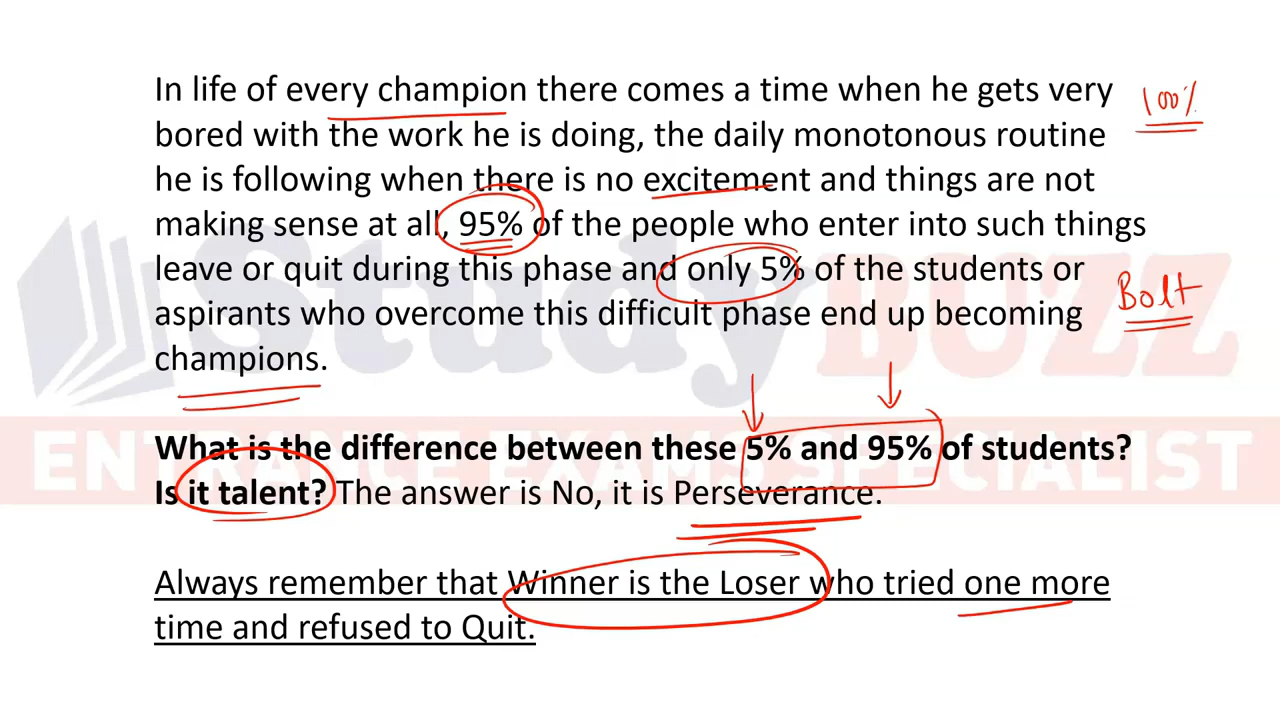 In life of every champion there comes a time when he gets very
100%
bored with the work he is doing, the daily monotonous routine
he is following when there is no excitement and things are not
making sense at all, 95% of the people who enter into such things
leave or quit during this phase and only 5% of the students or
Bolt
aspirants who overcome this difficult phase end up becoming
champions.
StudyBUZZ
ENTRANCE EXAMS SPECIALIST
What is the difference between these 5% and 95% of students?
Is it talent? The answer is No, it is Perseverance.
Always remember that Winner is the Loser who tried one more
time and refused to Quit.